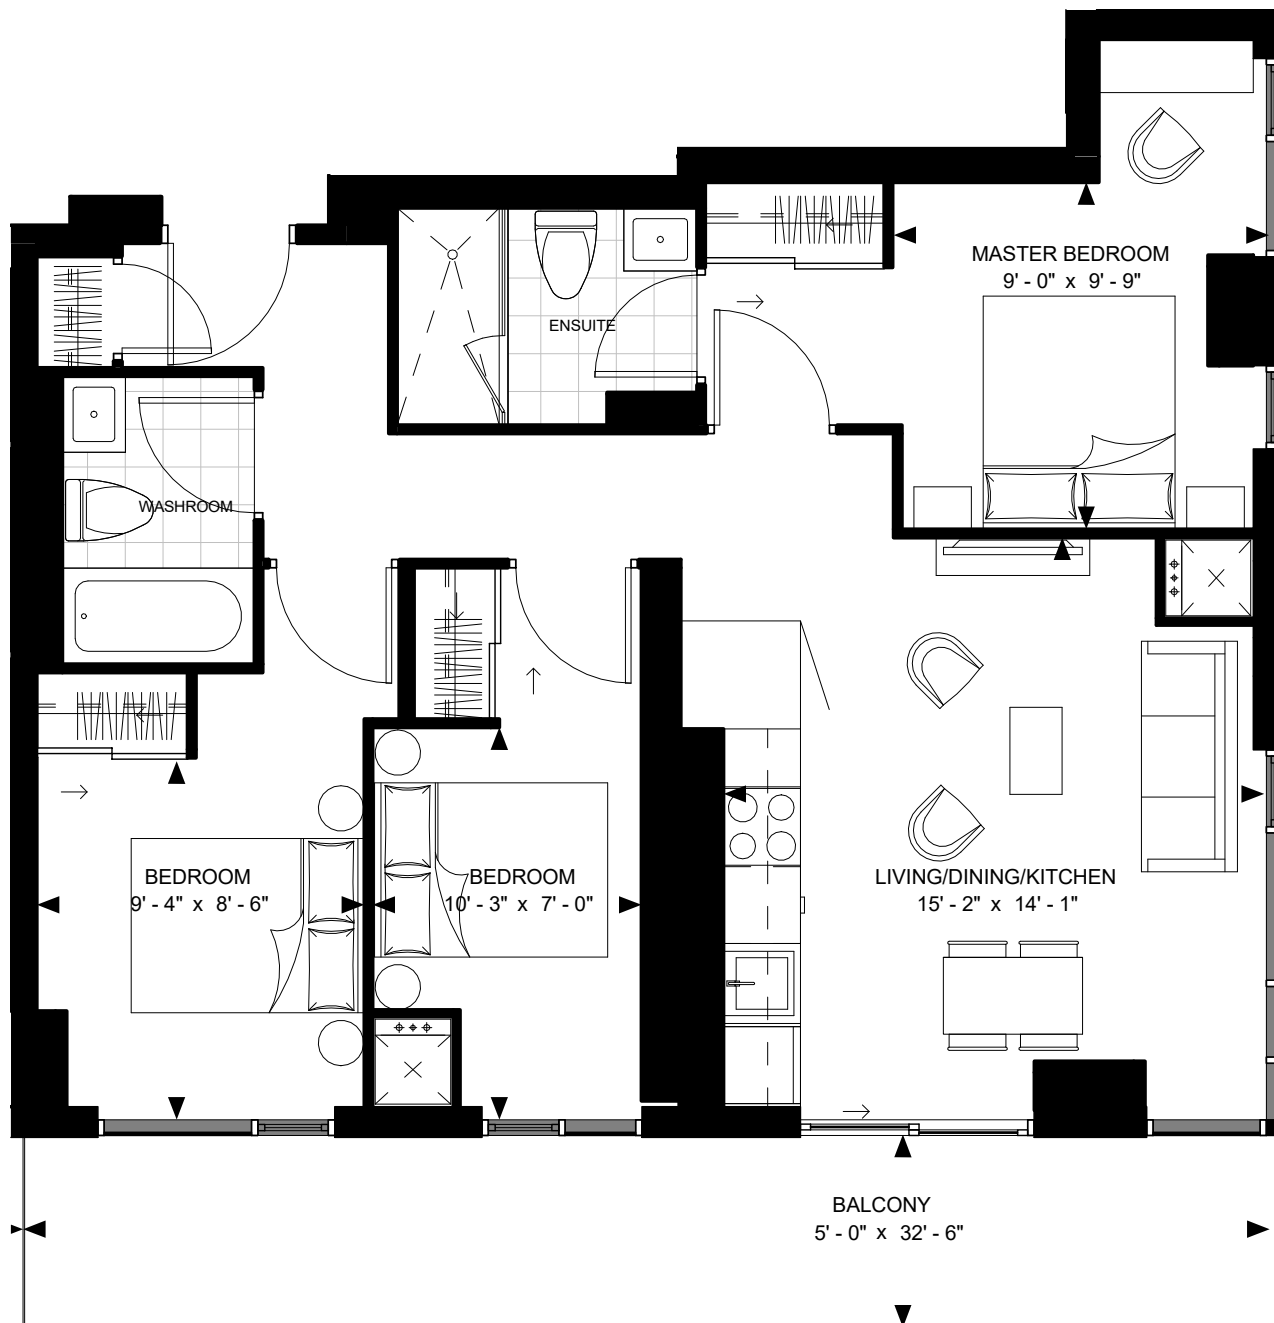 MASTER BEDROOM
9' - 0" x 9' - 9"
ENSUITE
WASHROOM
BEDROOM
9' - 4" x 8' - 6"
BEDROOM
10' - 3" x 7' - 0"
LIVING/DINING/KITCHEN
15' - 2" x 14' - 1"
BALCONY
5' - 0" x 32' - 6"